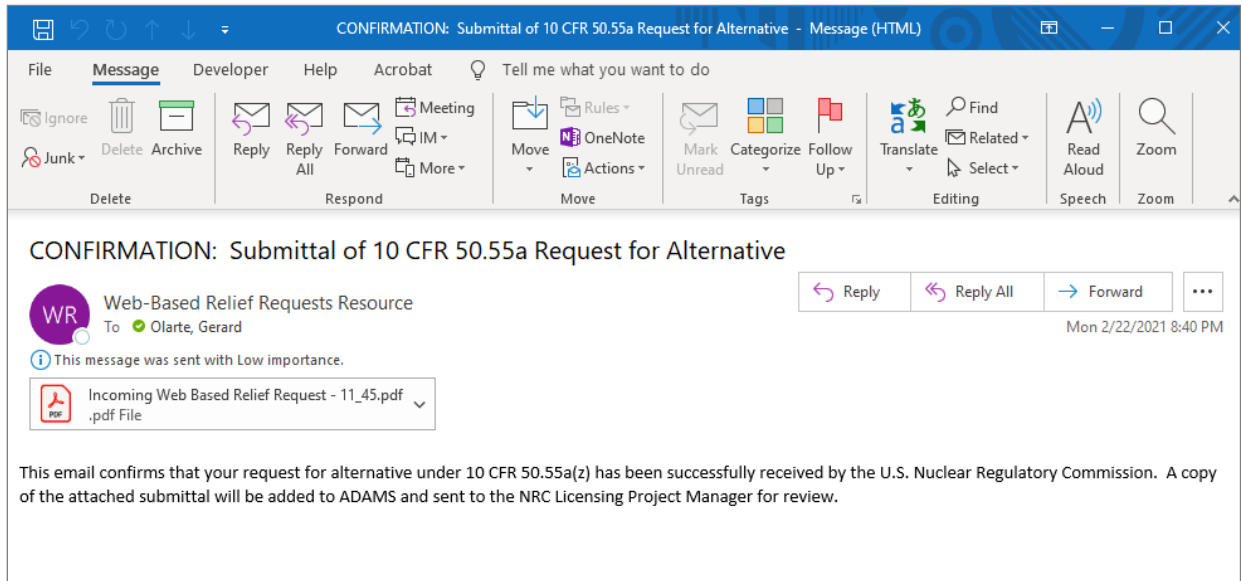 CONFIRMATION: Submittal of 10 CFR 50.55a Request for Alternative - Message (HTML)
File Message Developer Help Acrobat Tell me what you want to do
Ignore
Junk
Delete
Archive
Delete
Reply
Reply All
Forward
Meeting
IM
More
Respond
Move
Rules
OneNote
Actions
Move
Mark Unread
Categorize
Follow Up
Tags
Translate
Find
Related
Select
Editing
Read Aloud
Speech
Zoom
Zoom
CONFIRMATION: Submittal of 10 CFR 50.55a Request for Alternative
WR
Web-Based Relief Requests Resource
To Olarte, Gerard
Reply
Reply All
Forward
Mon 2/22/2021 8:40 PM
This message was sent with Low importance.
PDF
Incoming Web Based Relief Request - 11_45.pdf
.pdf File
This email confirms that your request for alternative under 10 CFR 50.55a(z) has been successfully received by the U.S. Nuclear Regulatory Commission. A copy
of the attached submittal will be added to ADAMS and sent to the NRC Licensing Project Manager for review.